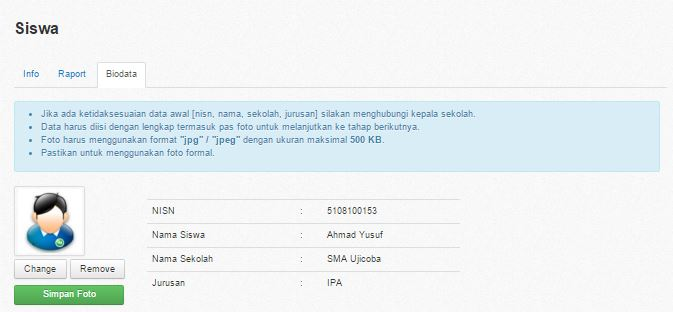 Siswa
Info Raport Biodata
Jika ada ketidaksesuaian data awal [nisn, nama, sekolah, jurusan] silakan menghubungi kepala sekolah.
Data harus diisi dengan lengkap termasuk pas foto untuk melanjutkan ke tahap berikutnya.
Foto harus menggunakan format "jpg" / "jpeg" dengan ukuran maksimal 500 KB.
Pastikan untuk menggunakan foto formal.
NISN : 5108100153
Nama Siswa : Ahmad Yusuf
Nama Sekolah : SMA Ujicoba
Jurusan : IPA
Change Remove
Simpan Foto